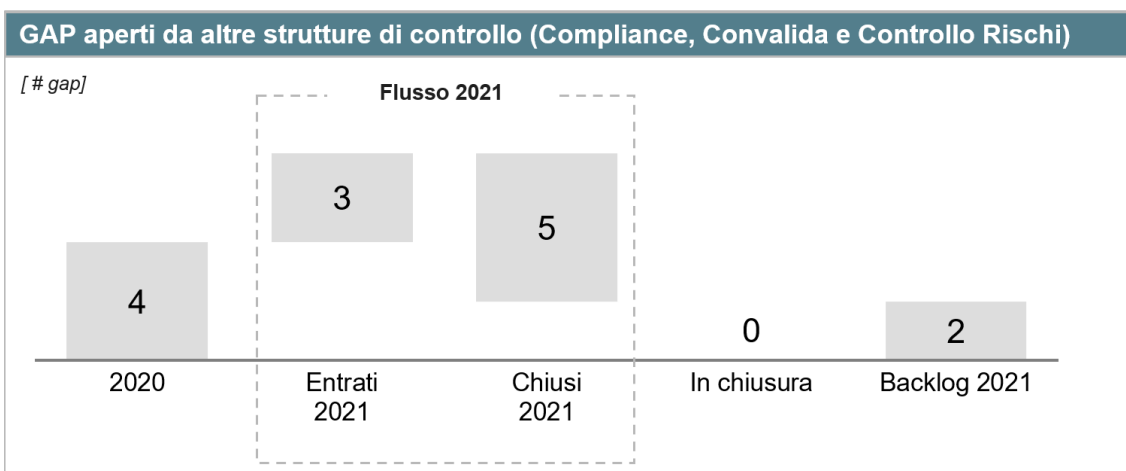 GAP aperti da altre strutture di controllo (Compliance, Convalida e Controllo Rischi)
[ # gap]
Flusso 2021
4
3
5
0
2
2020
Entrati
2021
Chiusi
2021
In chiusura
Backlog 2021